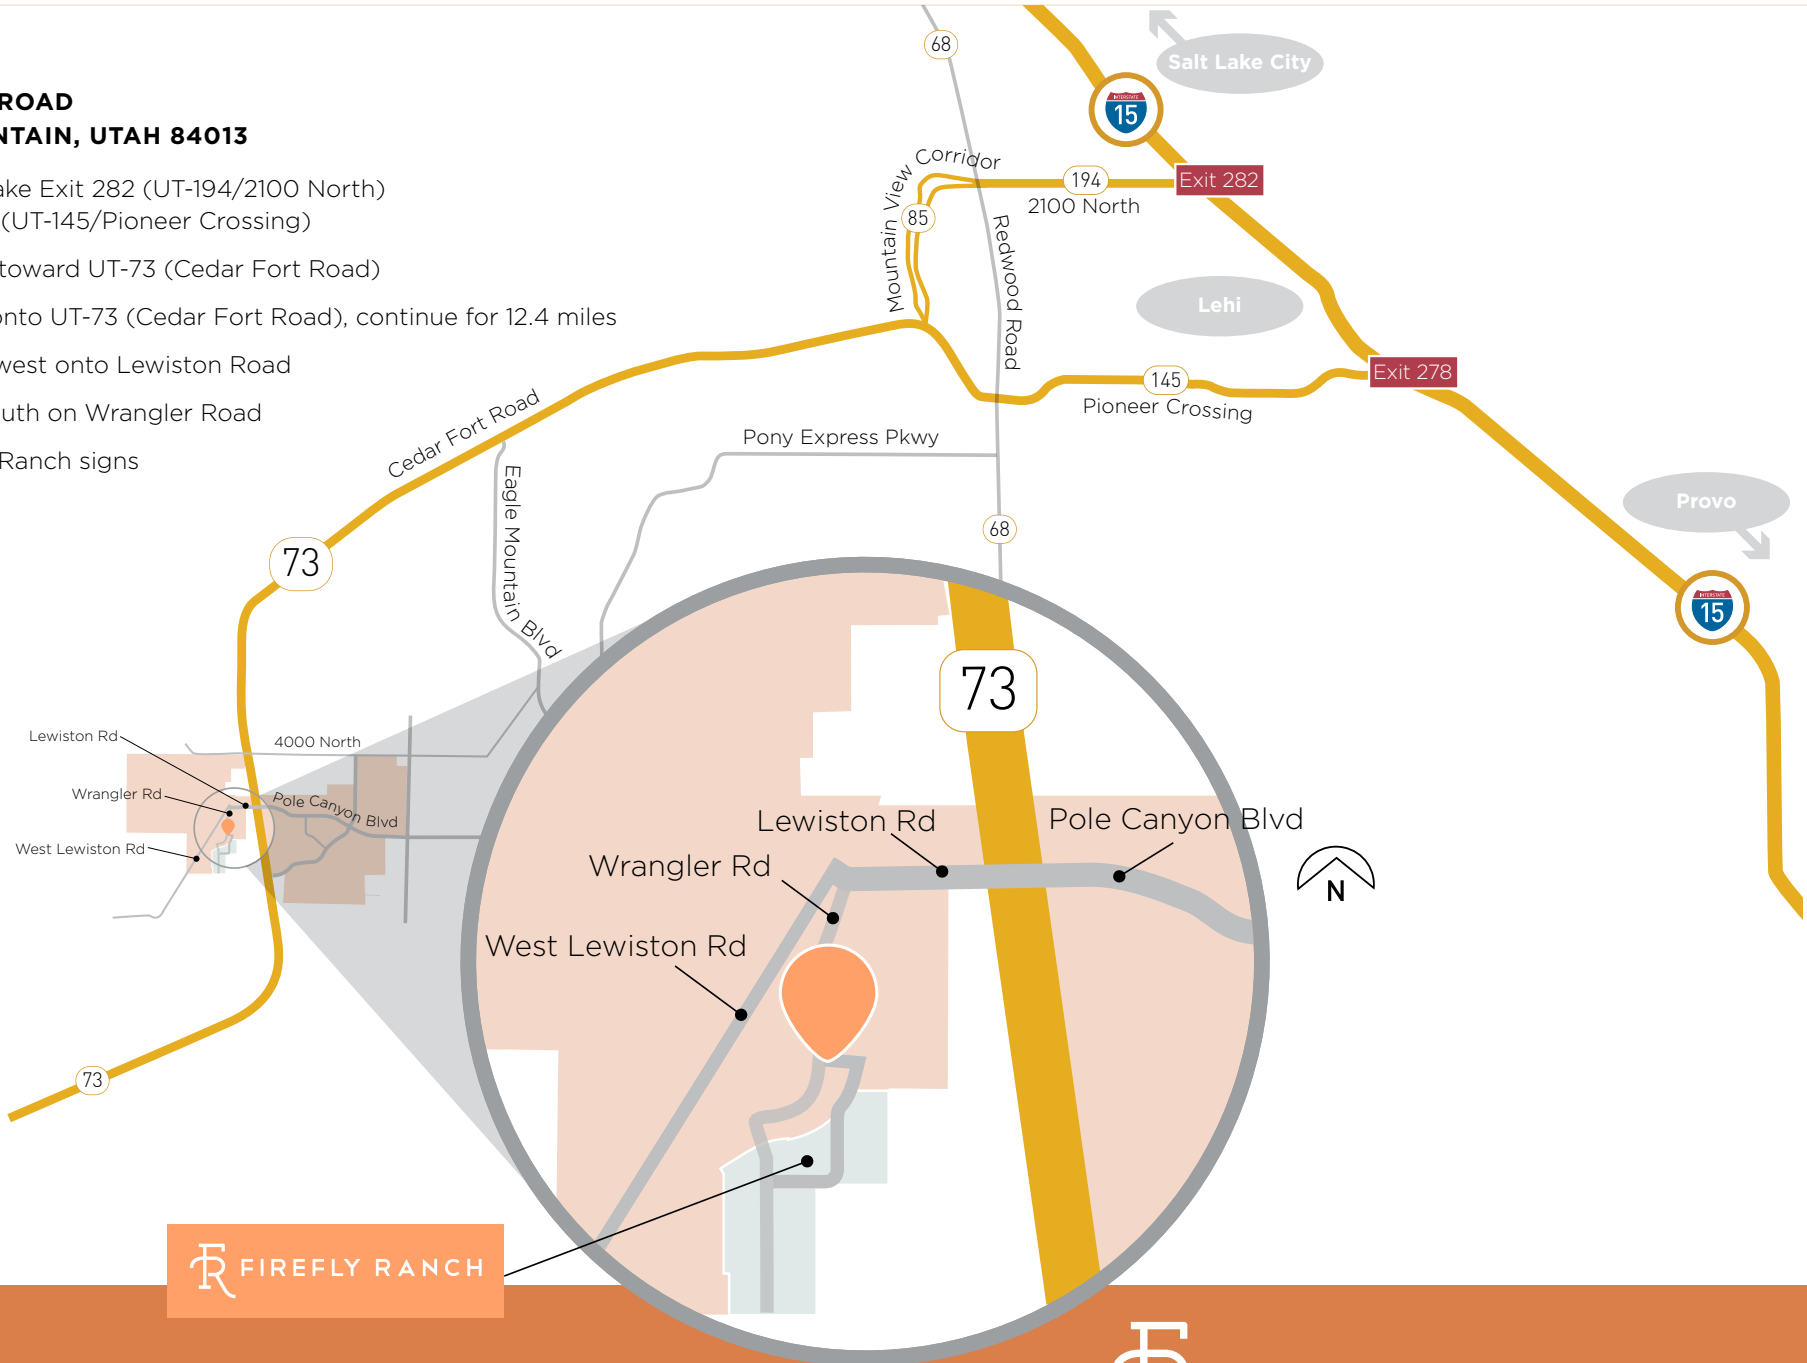 ROAD
NTAIN, UTAH 84013
ake Exit 282 (UT-194/2100 North)
(UT-145/Pioneer Crossing)
toward UT-73 (Cedar Fort Road)
onto UT-73 (Cedar Fort Road), continue for 12.4 miles
west onto Lewiston Road
uth on Wrangler Road
Ranch signs
68
Salt Lake City
INTERSTATE
15
Mountain View Corridor
194
Exit 282
2100 North
85
Redwood Road
Lehi
Exit 278
145
Pioneer Crossing
Cedar Fort Road
Pony Express Pkwy
Eagle Mountain Blvd
Provo
68
73
INTERSTATE
15
73
Lewiston Rd
4000 North
Wrangler Rd
Pole Canyon Blvd
West Lewiston Rd
Lewiston Rd
Pole Canyon Blvd
Wrangler Rd
N
West Lewiston Rd
73
FR FIREFLY RANCH
FR